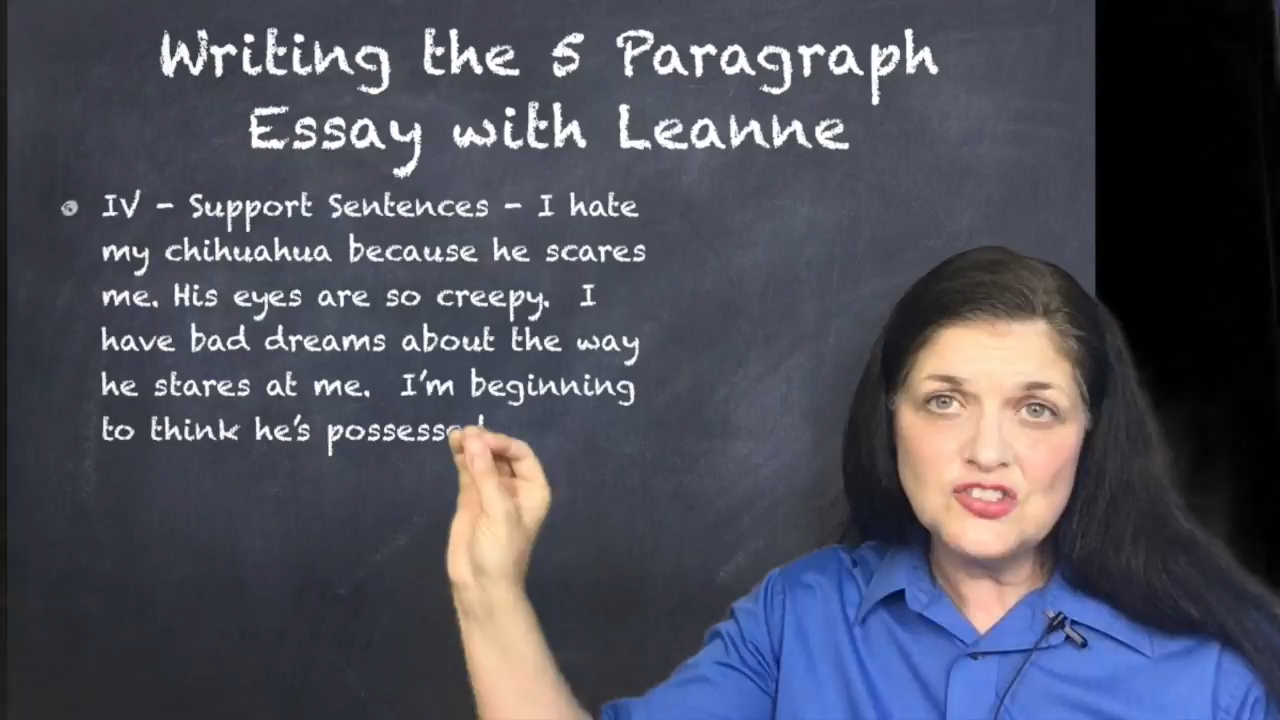 Writing the 5 Paragraph
Essay with Leanne
IV - Support Sentences - I hate
my chihuahua because he scares
me. His eyes are so creepy. I
have bad dreams about the way
he stares at me. I'm beginning
to think he's